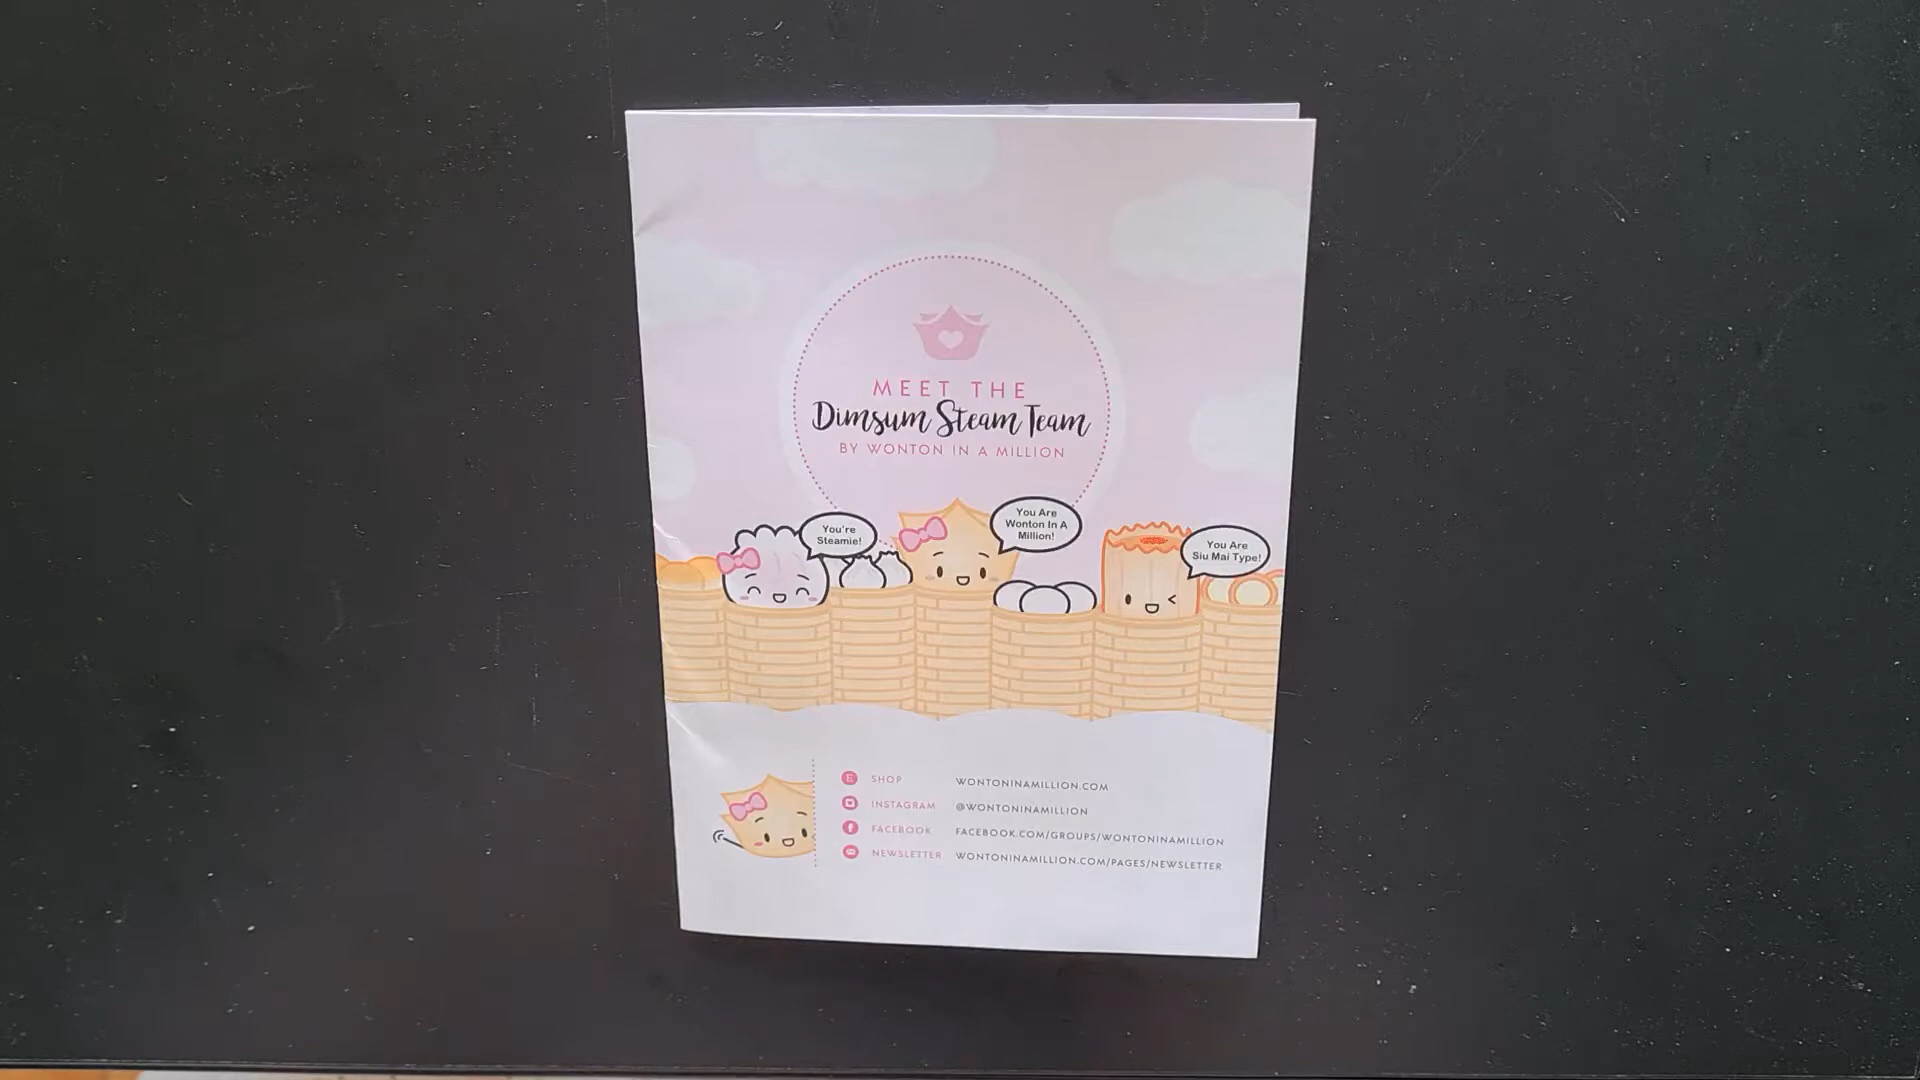 MEET THE
Dimsum Steam Team
BY WONTON IN A MILLION
You're
Steamie!
You Are
Wonton In A
Million!
You Are
Siu Mai Type!
SHOP WONTONINAMILLION.COM
INSTAGRAM @WONTONINAMILLION
FACEBOOK FACEBOOK.COM/GROUPS/WONTONINAMILLION
NEWSLETTER WONTONINAMILLION.COM/PAGES/NEWSLETTER